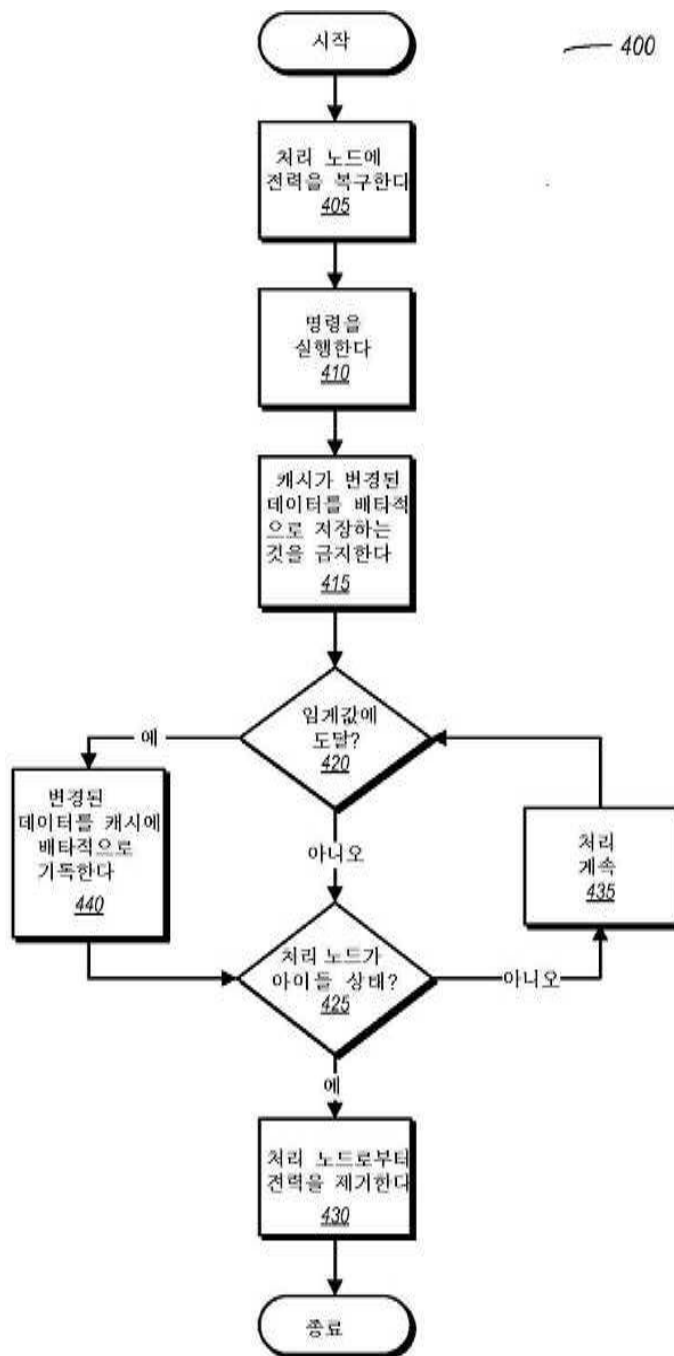 시작
400
처리 노드에
전력을 복구한다
405
명령을
실행한다
410
캐시가 변경된
데이터를 배타적
으로 저장하는
것을 금지한다
415
임계값에
도달?
420
예
변경된
데이터를 캐시에
배타적으로
기록한다
440
아니오
처리
계속
435
처리 노드가
아이들 상태?
425
아니오
예
처리 노드로부터
전력을 제거한다
430
종료